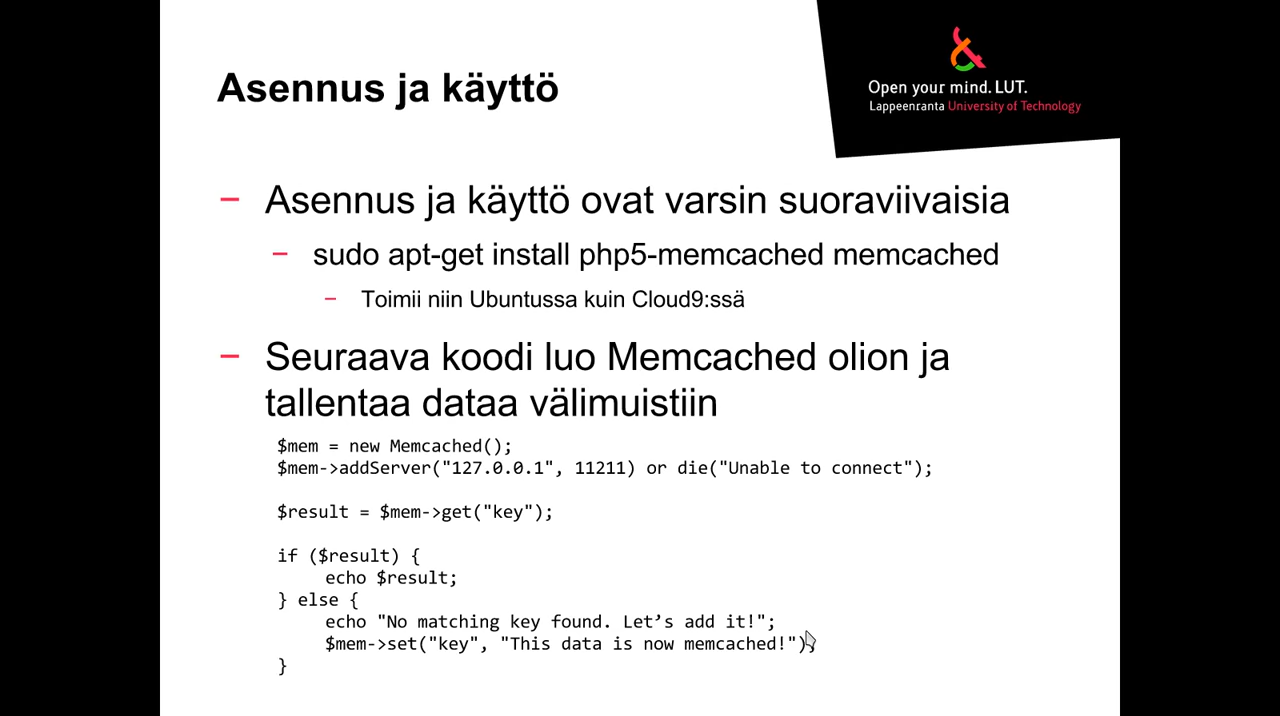 Asennus ja käyttö
Open your mind. LUT.
Lappeenranta University of Technology
– Asennus ja käyttö ovat varsin suoraviivaisia
– sudo apt-get install php5-memcached memcached
– Toimii niin Ubuntussa kuin Cloud9:ssä
– Seuraava koodi luo Memcached olion ja
tallentaa dataa välimuistiin
$mem = new Memcached();
$mem->addServer("127.0.0.1", 11211) or die("Unable to connect");
$result = $mem->get("key");
if ($result) {
echo $result;
} else {
echo "No matching key found. Let’s add it!";
$mem->set("key", "This data is now memcached!");
}